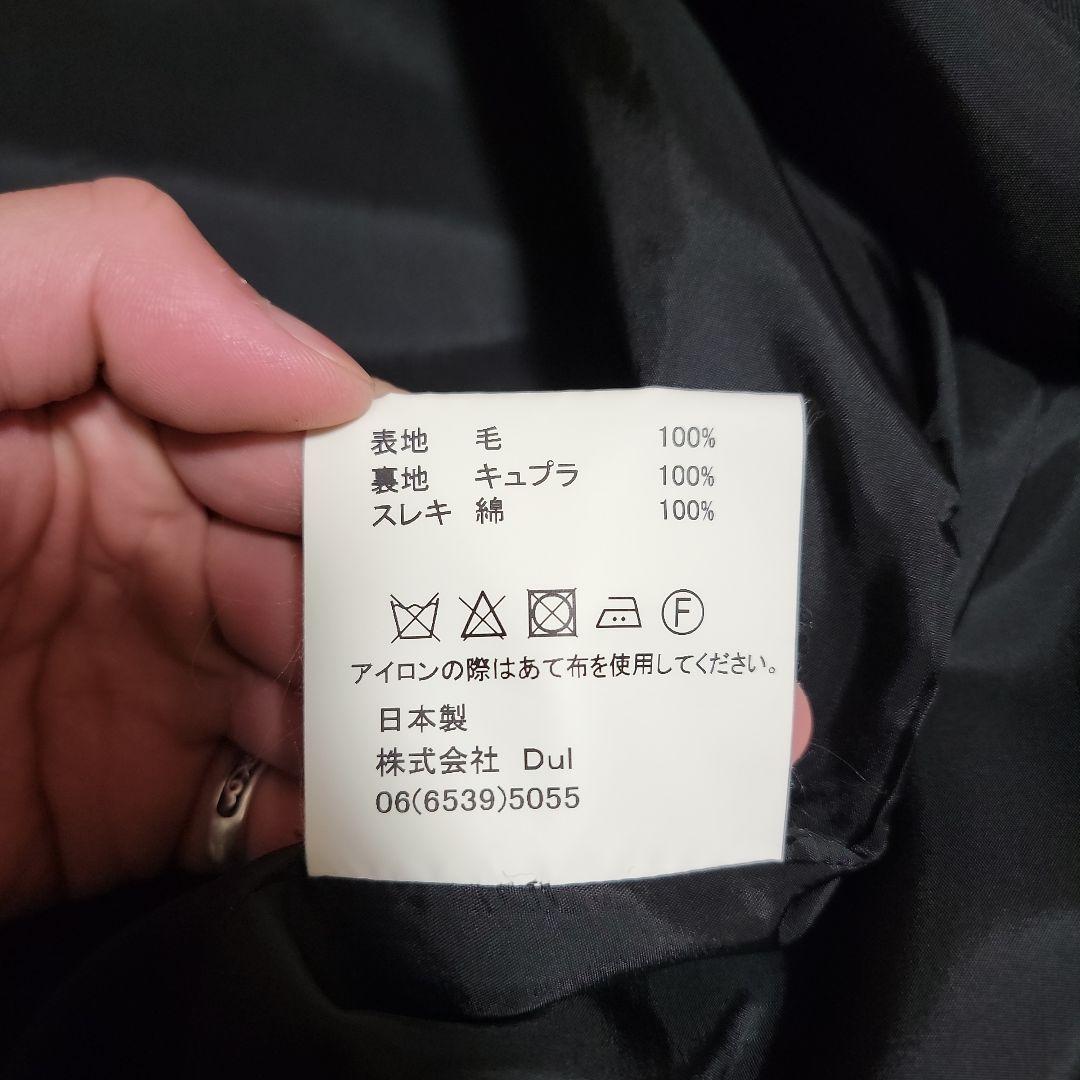 表地 毛 100%
裏地 キュプラ 100%
スレキ 綿 100%
F
アイロンの際はあて布を使用してください。
日本製
株式会社 Dul
06(6539)5055